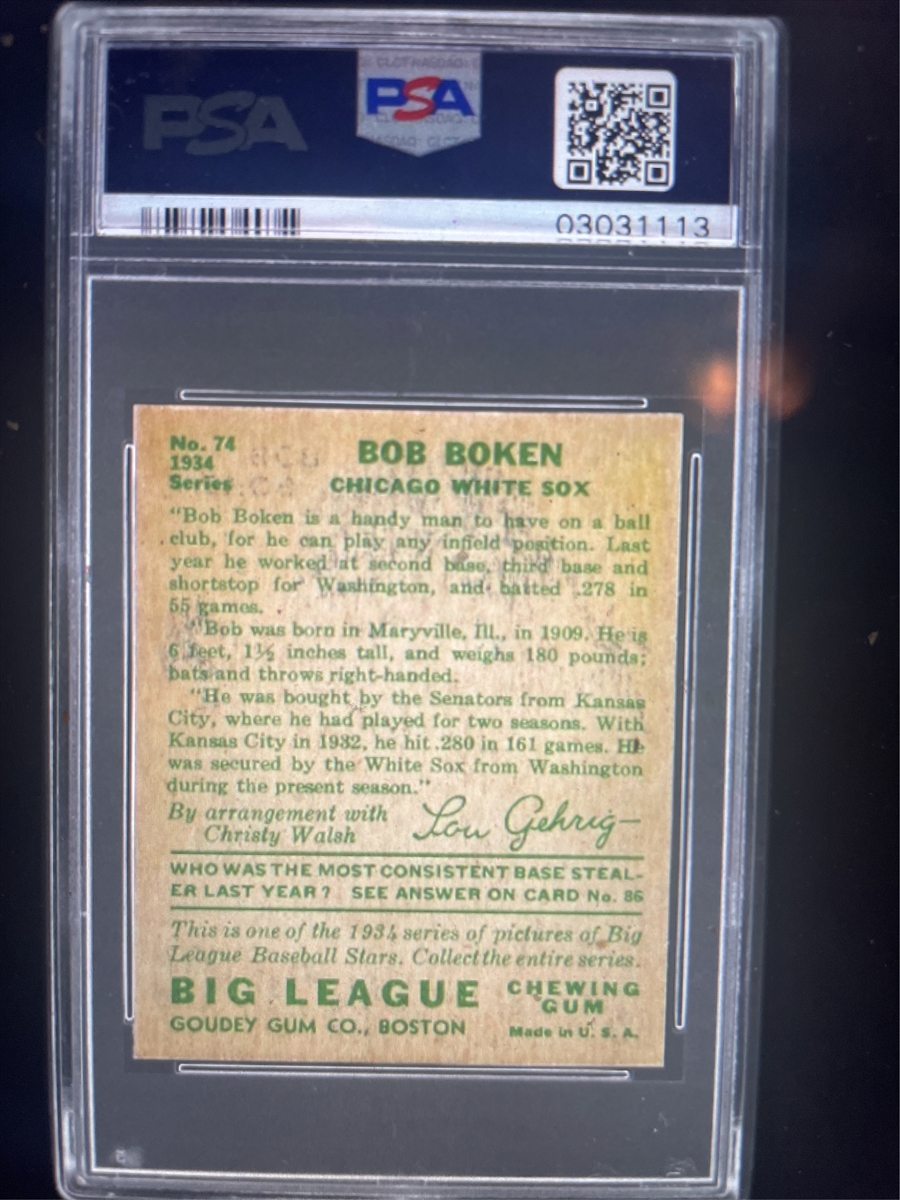 PSA
PSA
03031113
No. 74
1934
Series
BOB BOKEN
CHICAGO WHITE SOX
"Bob Boken is a handy man to have on a ball
club, for he can play any infield position. Last
year he worked at second base, third base and
shortstop for Washington, and batted .278 in
55 games.
"Bob was born in Maryville, Ill., in 1909. He is
6 feet, 1½ inches tall, and weighs 180 pounds;
bats and throws right-handed.
"He was bought by the Senators from Kansas
City, where he had played for two seasons. With
Kansas City in 1932, he hit .280 in 161 games. He
was secured by the White Sox from Washington
during the present season."
By arrangement with
Christy Walsh
Lou Gehrig
WHO WAS THE MOST CONSISTENT BASE STEAL-
ER LAST YEAR? SEE ANSWER ON CARD No. 86
This is one of the 1934 series of pictures of Big
League Baseball Stars. Collect the entire series.
BIG LEAGUE
CHEWING
GUM
GOUDEY GUM CO., BOSTON
Made in U. S. A.